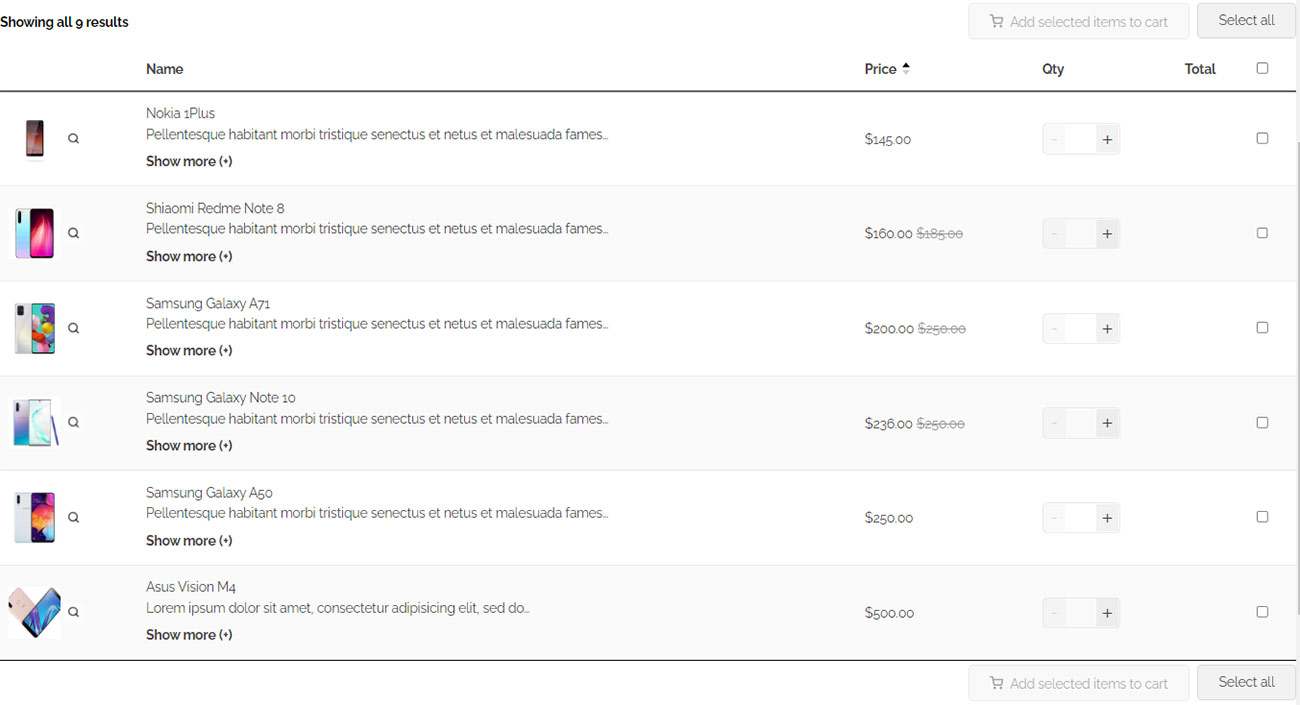 Showing all 9 results
Add selected items to cart
Select all
Name Price Qty Total
Nokia 1Plus
Pellentesque habitant morbi tristique senectus et netus et malesuada fames…
Show more (+)
$145.00
- +
Shiaomi Redme Note 8
Pellentesque habitant morbi tristique senectus et netus et malesuada fames…
Show more (+)
$160.00 $185.00
- +
Samsung Galaxy A71
Pellentesque habitant morbi tristique senectus et netus et malesuada fames…
Show more (+)
$200.00 $250.00
- +
Samsung Galaxy Note 10
Pellentesque habitant morbi tristique senectus et netus et malesuada fames…
Show more (+)
$236.00 $250.00
- +
Samsung Galaxy A50
Pellentesque habitant morbi tristique senectus et netus et malesuada fames…
Show more (+)
$250.00
- +
Asus Vision M4
Lorem ipsum dolor sit amet, consectetur adipisicing elit, sed do…
Show more (+)
$500.00
- +
Add selected items to cart
Select all